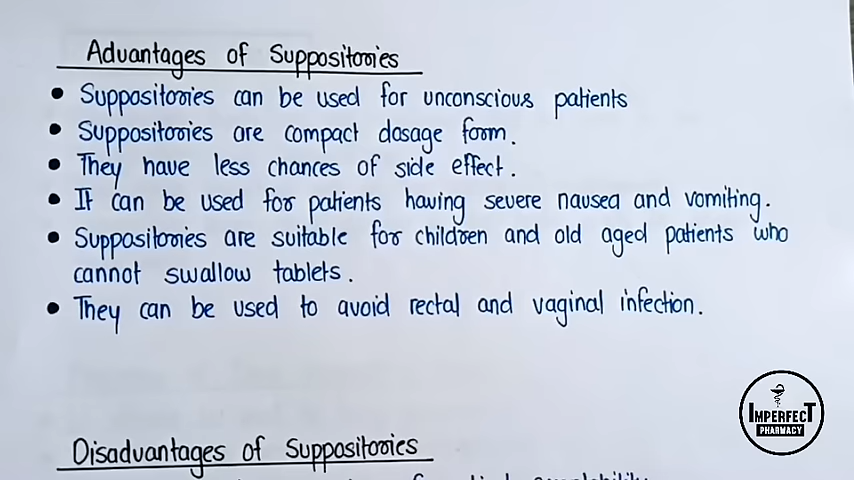 Advantages of Suppositories
• Suppositories can be used for unconscious patients
• Suppositories are compact dosage form.
• They have less chances of side effect.
• It can be used for patients having severe nausea and vomiting.
• Suppositories are suitable for children and old aged patients who
cannot swallow tablets.
• They can be used to avoid rectal and vaginal infection.
IMPERFECT
PHARMACY
Disadvantages of Suppositories